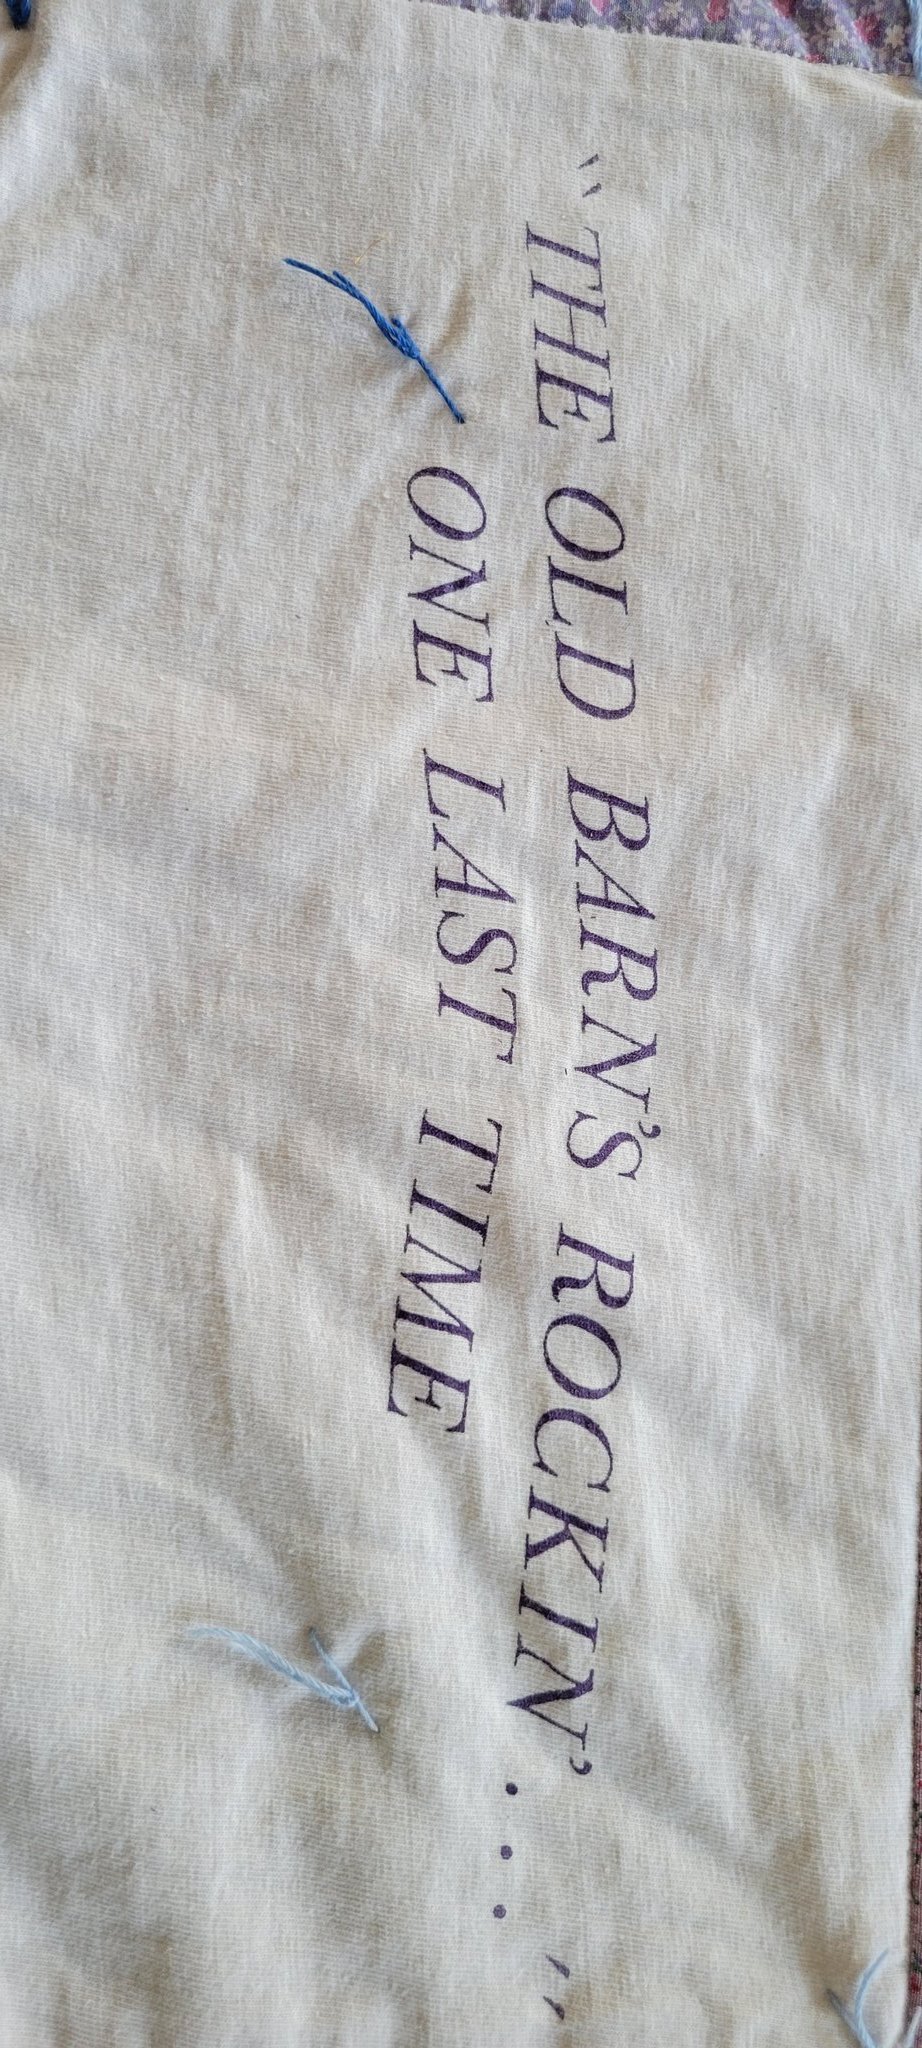 “THE OLD BARN’S ROCKIN’ . . . ”
ONE LAST TIME